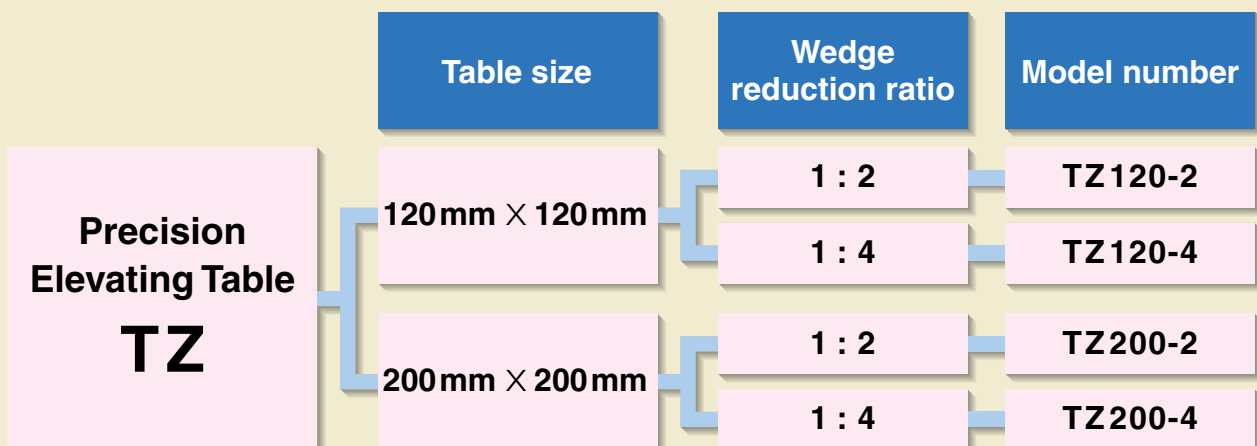 Table size
Wedge
reduction ratio
Model number
Precision
Elevating Table
TZ
120mm × 120mm
1 : 2
TZ120-2
1 : 4
TZ120-4
200mm × 200mm
1 : 2
TZ200-2
1 : 4
TZ200-4